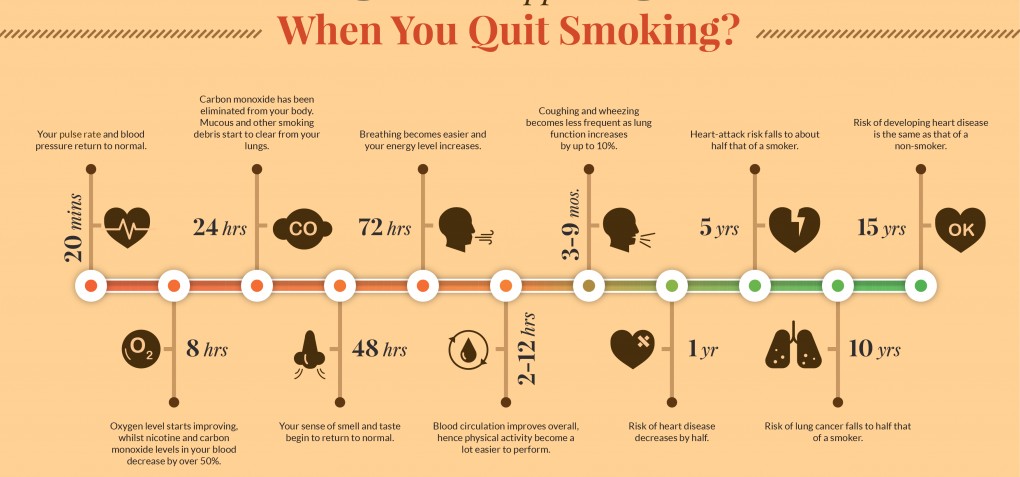 When You Quit Smoking?
Your pulse rate and blood
pressure return to normal.
20 mins
Oxygen level starts improving,
whilst nicotine and carbon
monoxide levels in your blood
decrease by over 50%.
8 hrs
O2
Carbon monoxide has been
eliminated from your body.
Mucous and other smoking
debris start to clear from your
lungs.
24 hrs
CO
Your sense of smell and taste
begin to return to normal.
48 hrs
Breathing becomes easier and
your energy level increases.
72 hrs
Blood circulation improves overall,
hence physical activity become a
lot easier to perform.
2-12 hrs
Coughing and wheezing
becomes less frequent as lung
function increases
by up to 10%.
3-9 mos.
Risk of heart disease
decreases by half.
1 yr
Heart-attack risk falls to about
half that of a smoker.
5 yrs
Risk of lung cancer falls to half that
of a smoker.
10 yrs
Risk of developing heart disease
is the same as that of a
non-smoker.
15 yrs
OK